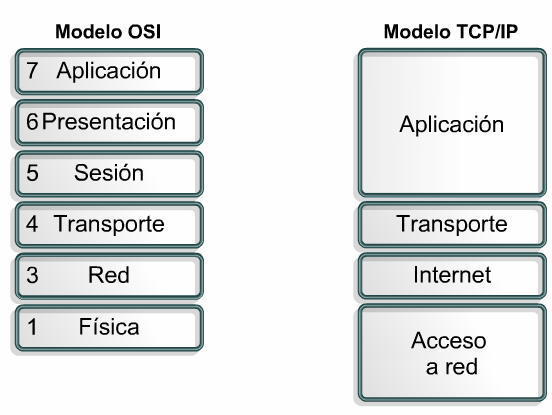 Modelo OSI
7 Aplicación
6 Presentación
5 Sesión
4 Transporte
3 Red
1 Física
Modelo TCP/IP
Aplicación
Transporte
Internet
Acceso
a red